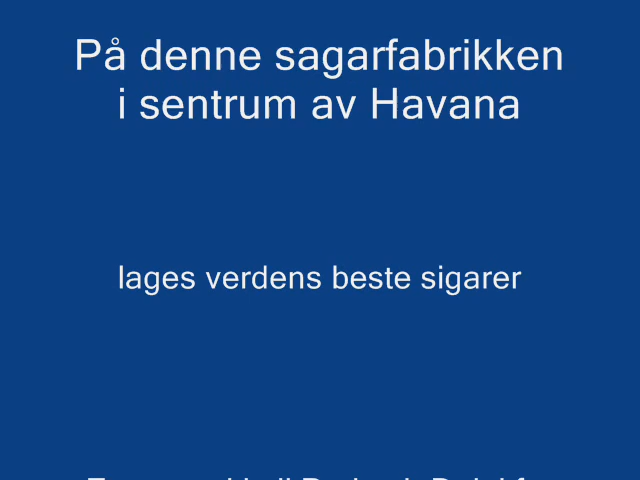 På denne sagarfabrikken
i sentrum av Havana
lages verdens beste sigarer